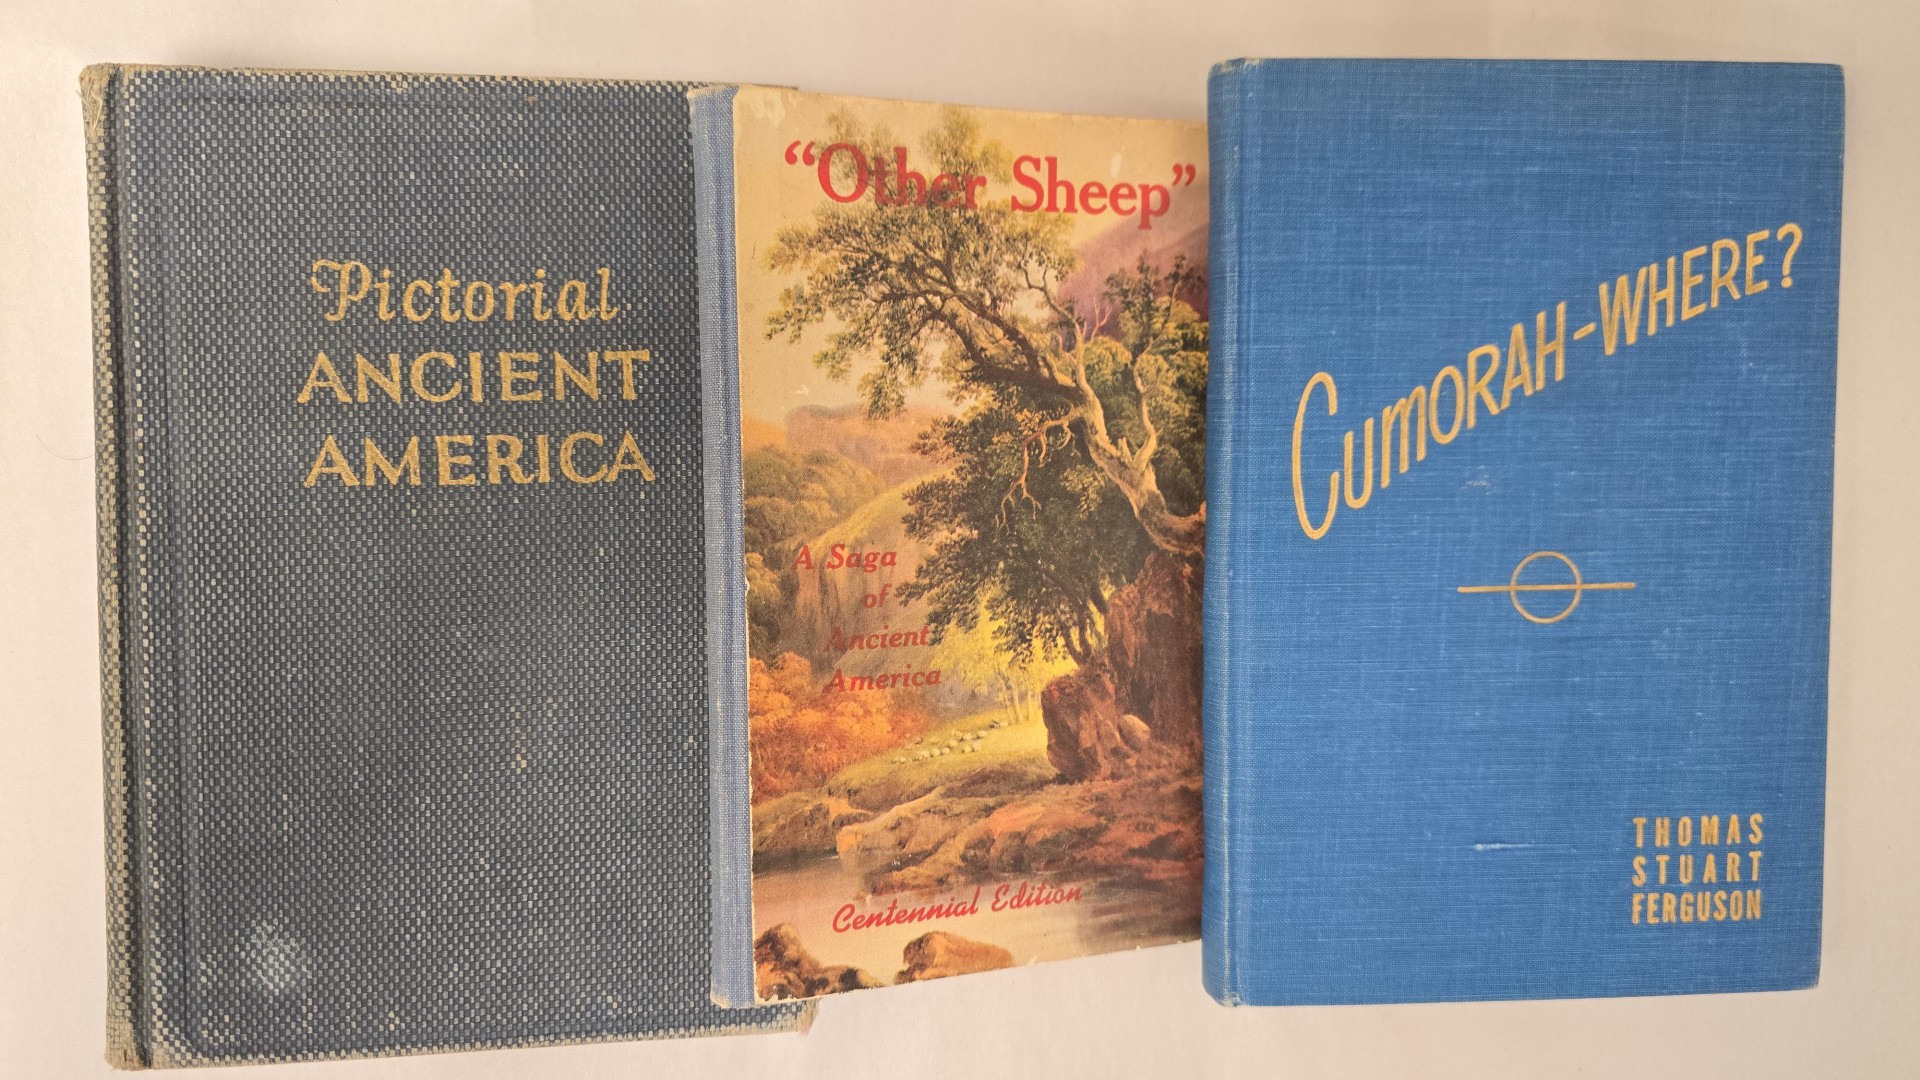 Pictorial
ANCIENT
AMERICA
"Other Sheep"
A Saga
of
Ancient
America
Centennial Edition
CUMORAH-WHERE?
THOMAS
STUART
FERGUSON